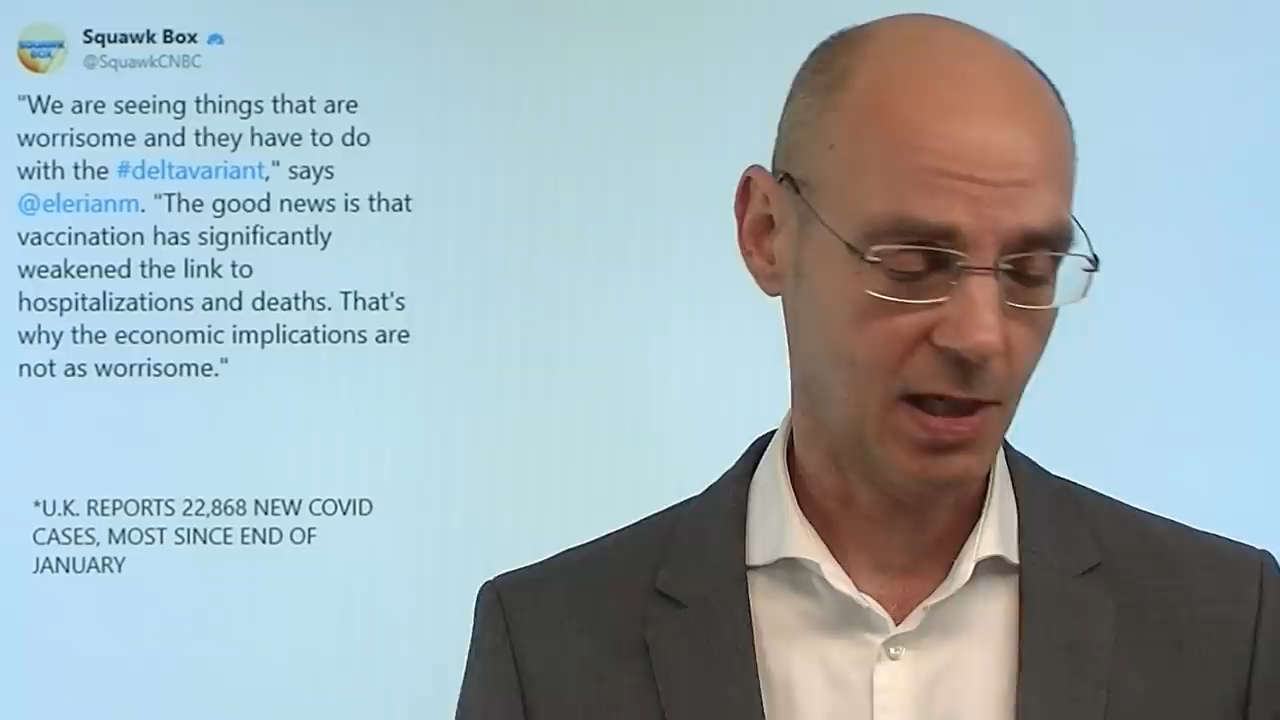 Squawk Box
@SquawkCNBC
"We are seeing things that are
worrisome and they have to do
with the #deltavariant," says
@elerianm. "The good news is that
vaccination has significantly
weakened the link to
hospitalizations and deaths. That's
why the economic implications are
not as worrisome."
*U.K. REPORTS 22,868 NEW COVID
CASES, MOST SINCE END OF
JANUARY